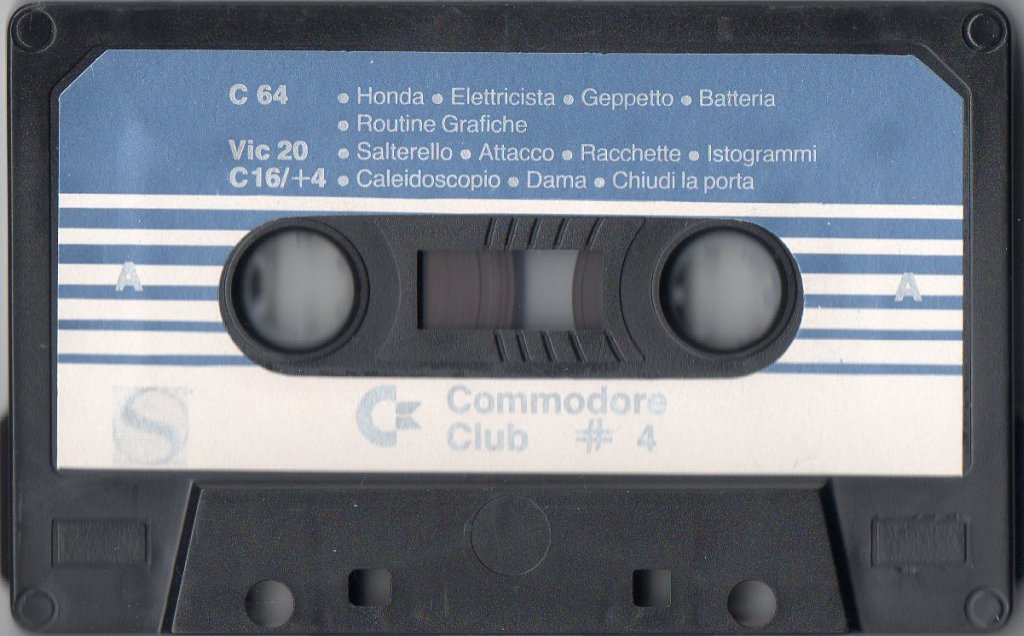 C 64 • Honda • Elettricista • Geppetto • Batteria
• Routine Grafiche
Vic 20 • Salterello • Attacco • Racchette • Istogrammi
C16/+4 • Caleidoscopio • Dama • Chiudi la porta
A A
S Commodore
Club # 4